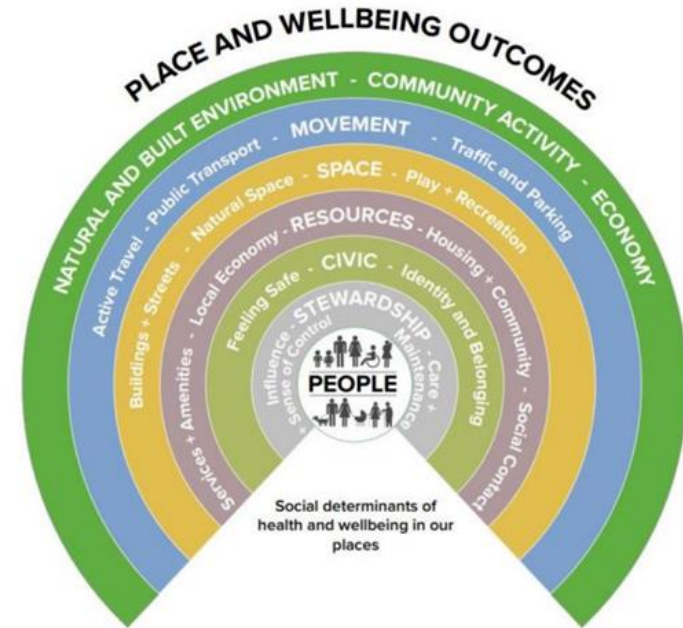 PLACE AND WELLBEING OUTCOMES
NATURAL AND BUILT ENVIRONMENT - COMMUNITY ACTIVITY - ECONOMY
Active Travel - Public Transport - MOVEMENT - Traffic and Parking
Buildings + Streets - Natural Space - SPACE - Play + Recreation
Services + Amenities - Local Economy - RESOURCES - Housing + Community - Social Contact
Feeling Safe - CIVIC - Identity and Belonging
Influence + Sense of Control - STEWARDSHIP - Care + Maintenance
PEOPLE
Social determinants of
health and wellbeing in our
places